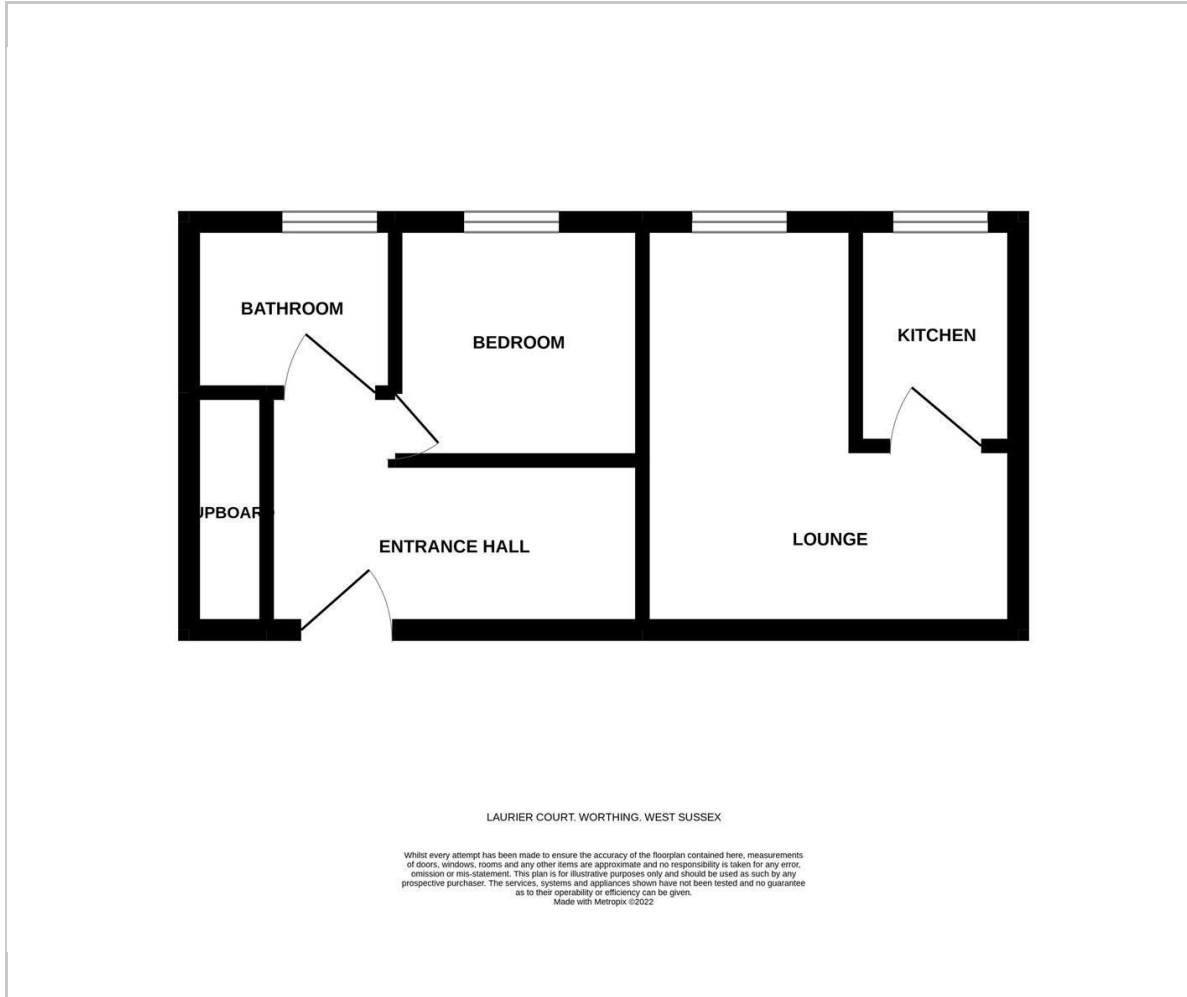 BATHROOM
BEDROOM
KITCHEN
UPBOAR
ENTRANCE HALL
LOUNGE
LAURIER COURT. WORTHING. WEST SUSSEX
Whilst every attempt has been made to ensure the accuracy of the floorplan contained here, measurements
of doors, windows, rooms and any other items are approximate and no responsibility is taken for any error,
omission or mis-statement. This plan is for illustrative purposes only and should be used as such by any
prospective purchaser. The services, systems and appliances shown have not been tested and no guarantee
as to their operability or efficiency can be given.
Made with Metropix ©2022